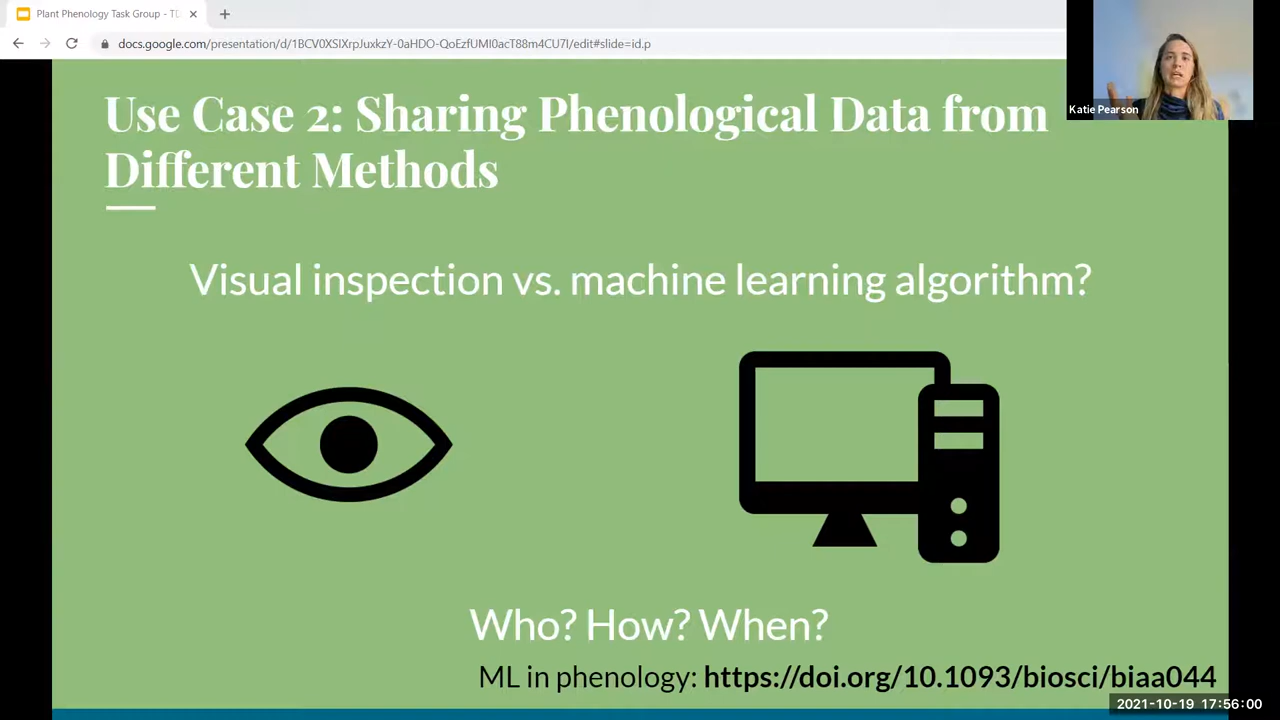 Plant Phenology Task Group - TD
docs.google.com/presentation/d/1BCV0XSIXrpJuxkzY-0aHDO-QoEzfUMI0acT88m4CU7I/edit#slide=id.p
Katie Pearson
Use Case 2: Sharing Phenological Data from
Different Methods
Visual inspection vs. machine learning algorithm?
Who? How? When?
ML in phenology: https://doi.org/10.1093/biosci/biaa044
2021-10-19 17:56:00